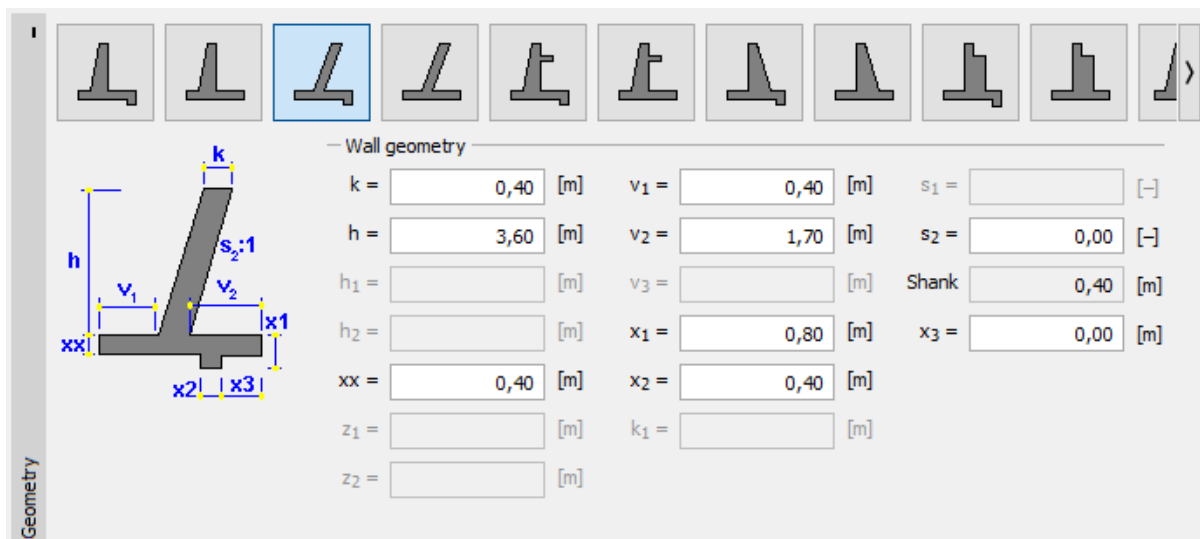 Wall geometry
k = 0,40 [m] v1 = 0,40 [m] s1 = [–]
h = 3,60 [m] v2 = 1,70 [m] s2 = 0,00 [–]
h1 = [m] v3 = [m] Shank 0,40 [m]
h2 = [m] x1 = 0,80 [m] x3 = 0,00 [m]
xx = 0,40 [m] x2 = 0,40 [m]
z1 = [m] k1 = [m]
z2 = [m]
k
s2:1
h
v1 v2
x1
xx
x2 x3
Geometry